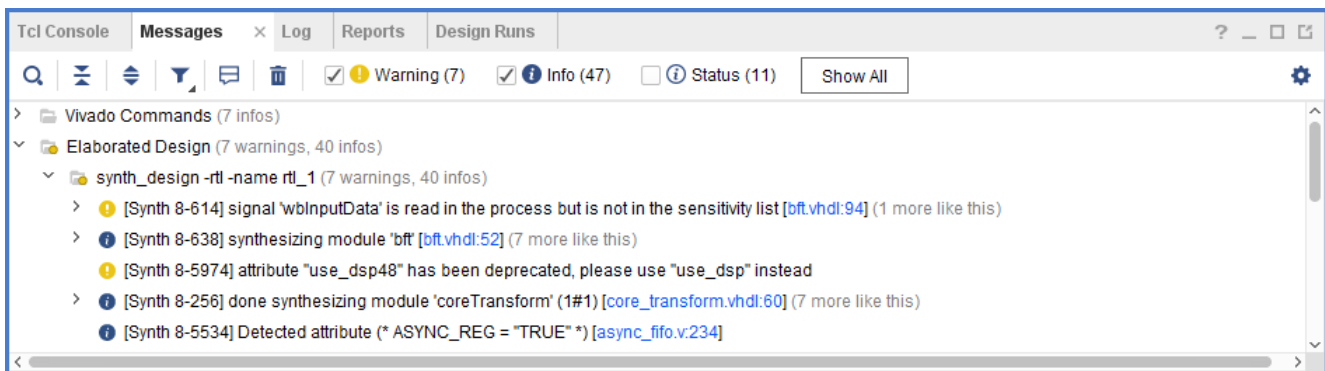 Tcl Console Messages × Log Reports Design Runs ? _
Warning (7) Info (47) Status (11) Show All
Vivado Commands (7 infos)
Elaborated Design (7 warnings, 40 infos)
synth_design -rtl -name rtl_1 (7 warnings, 40 infos)
[Synth 8-614] signal 'wbInputData' is read in the process but is not in the sensitivity list [bft.vhdl:94] (1 more like this)
[Synth 8-638] synthesizing module 'bft' [bft.vhdl:52] (7 more like this)
[Synth 8-5974] attribute "use_dsp48" has been deprecated, please use "use_dsp" instead
[Synth 8-256] done synthesizing module 'coreTransform' (1#1) [core_transform.vhdl:60] (7 more like this)
[Synth 8-5534] Detected attribute (* ASYNC_REG = "TRUE" *) [async_fifo.v:234]